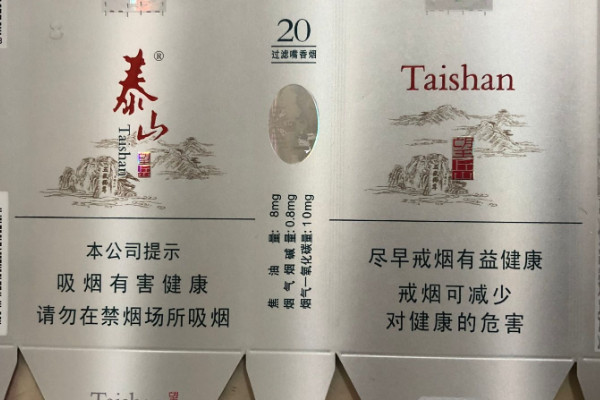 泰山®
Taishan
本公司提示
吸烟有害健康
请勿在禁烟场所吸烟
Taishan
20
过滤嘴香烟
焦油量: 8mg
烟气烟碱量: 0.8mg
烟气一氧化碳量: 10mg
Taishan
尽早戒烟有益健康
戒烟可减少
对健康的危害